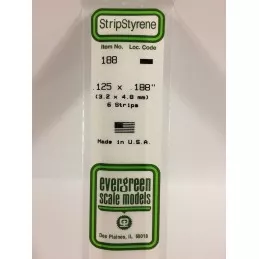 StripStyrene
Item No. Loc. Code
188
.125 x .188"
(3.2 x 4.8 mm)
6 Strips
Made in U.S.A.
evergreen
scale models
Des Plaines, IL 60018